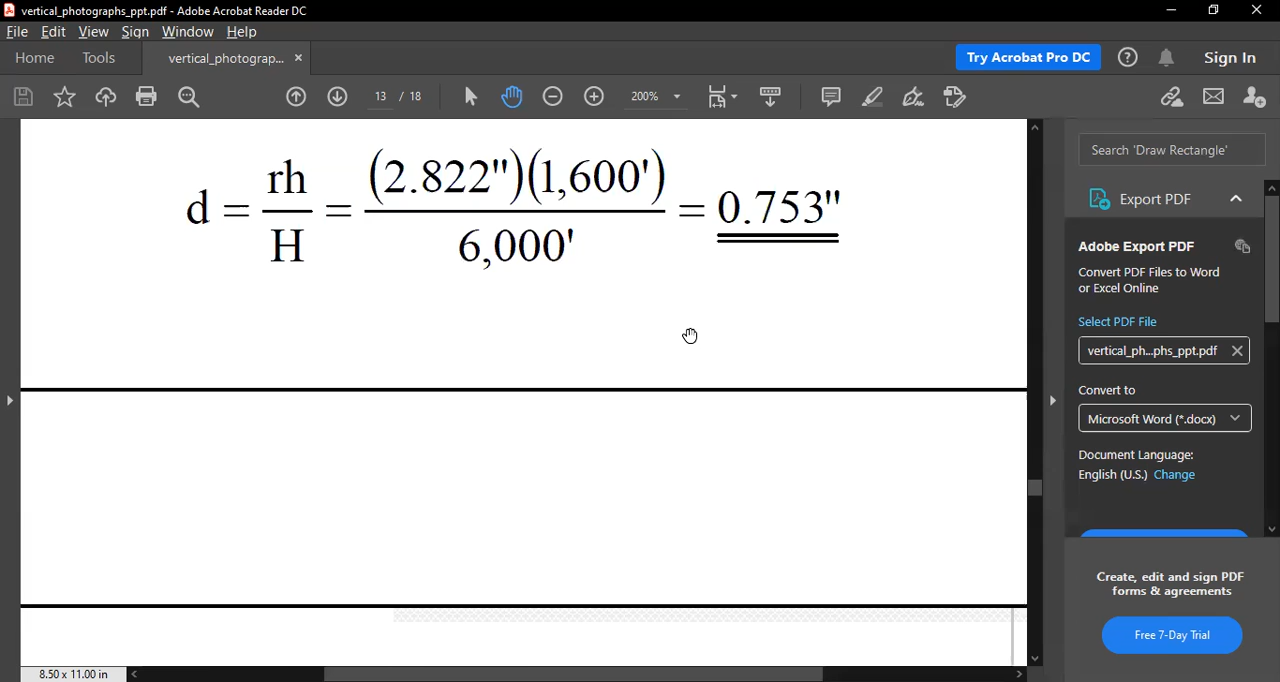 vertical_photographs_ppt.pdf - Adobe Acrobat Reader DC
File Edit View Sign Window Help
Home Tools vertical_photograp... ×
Try Acrobat Pro DC Sign In
13 / 18 200%
d = rh/H = (2.822")(1,600')/6,000' = 0.753"
Search 'Draw Rectangle'
Export PDF
Adobe Export PDF
Convert PDF Files to Word
or Excel Online
Select PDF File
vertical_ph...phs_ppt.pdf
Convert to
Microsoft Word (*.docx)
Document Language:
English (U.S.) Change
Create, edit and sign PDF
forms & agreements
Free 7-Day Trial
8.50 x 11.00 in